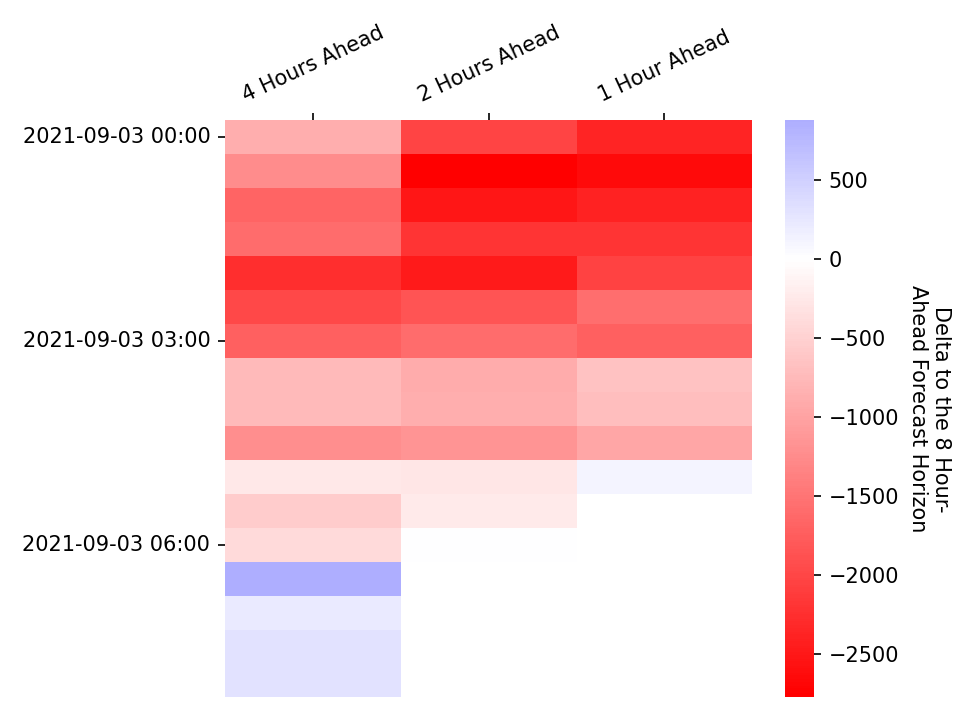 4 Hours Ahead
2 Hours Ahead
1 Hour Ahead
2021-09-03 00:00
2021-09-03 03:00
2021-09-03 06:00
500
0
−500
−1000
−1500
−2000
−2500
Delta to the 8 Hour-
Ahead Forecast Horizon